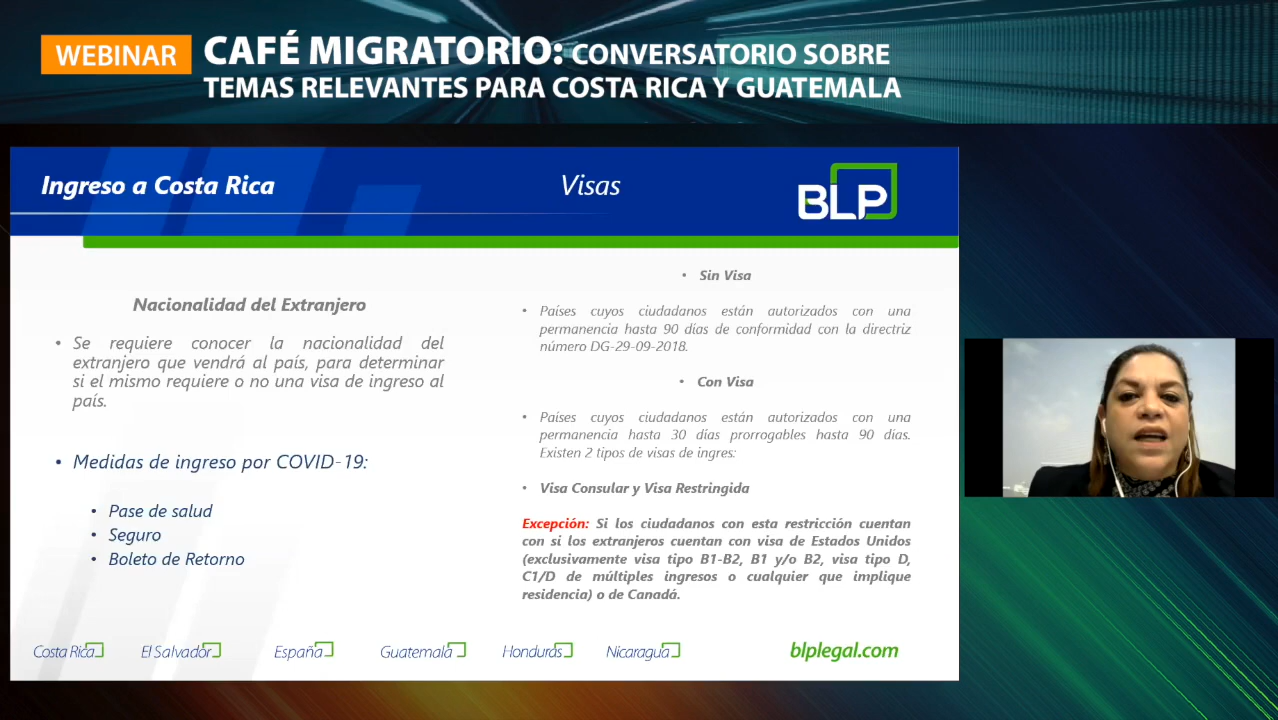 WEBINAR
CAFÉ MIGRATORIO: CONVERSATORIO SOBRE
TEMAS RELEVANTES PARA COSTA RICA Y GUATEMALA
Ingreso a Costa Rica
Visas
BLP
Nacionalidad del Extranjero
• Se requiere conocer la nacionalidad del
extranjero que vendrá al país, para determinar
si el mismo requiere o no una visa de ingreso al
país.
• Medidas de ingreso por COVID-19:
• Pase de salud
• Seguro
• Boleto de Retorno
• Sin Visa
• Países cuyos ciudadanos están autorizados con una
permanencia hasta 90 días de conformidad con la directriz
número DG-29-09-2018.
• Con Visa
• Países cuyos ciudadanos están autorizados con una
permanencia hasta 30 días prorrogables hasta 90 días.
Existen 2 tipos de visas de ingres:
• Visa Consular y Visa Restringida
Excepción: Si los ciudadanos con esta restricción cuentan
con si los extranjeros cuentan con visa de Estados Unidos
(exclusivamente visa tipo B1-B2, B1 y/o B2, visa tipo D,
C1/D de múltiples ingresos o cualquier que implique
residencia) o de Canadá.
Costa Rica
El Salvador
España
Guatemala
Honduras
Nicaragua
blplegal.com